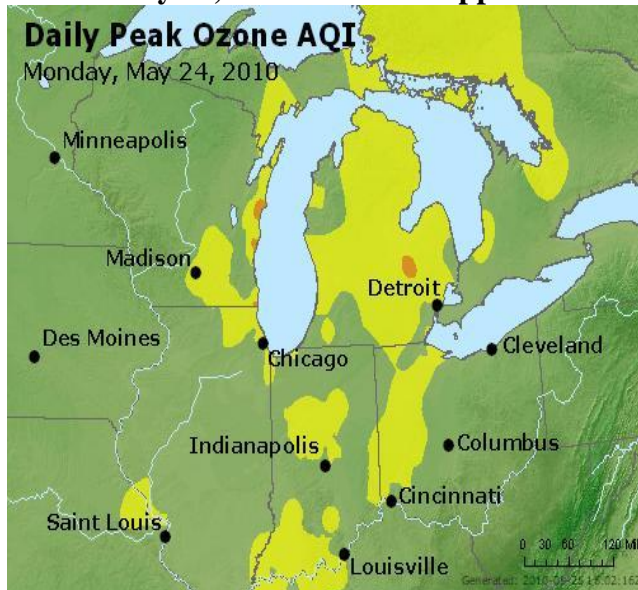 Daily Peak Ozone AQI
Monday, May 24, 2010
Minneapolis
Madison
Detroit
Des Moines
Chicago
Cleveland
Indianapolis
Columbus
Cincinnati
Saint Louis
Louisville
0 30 60 120